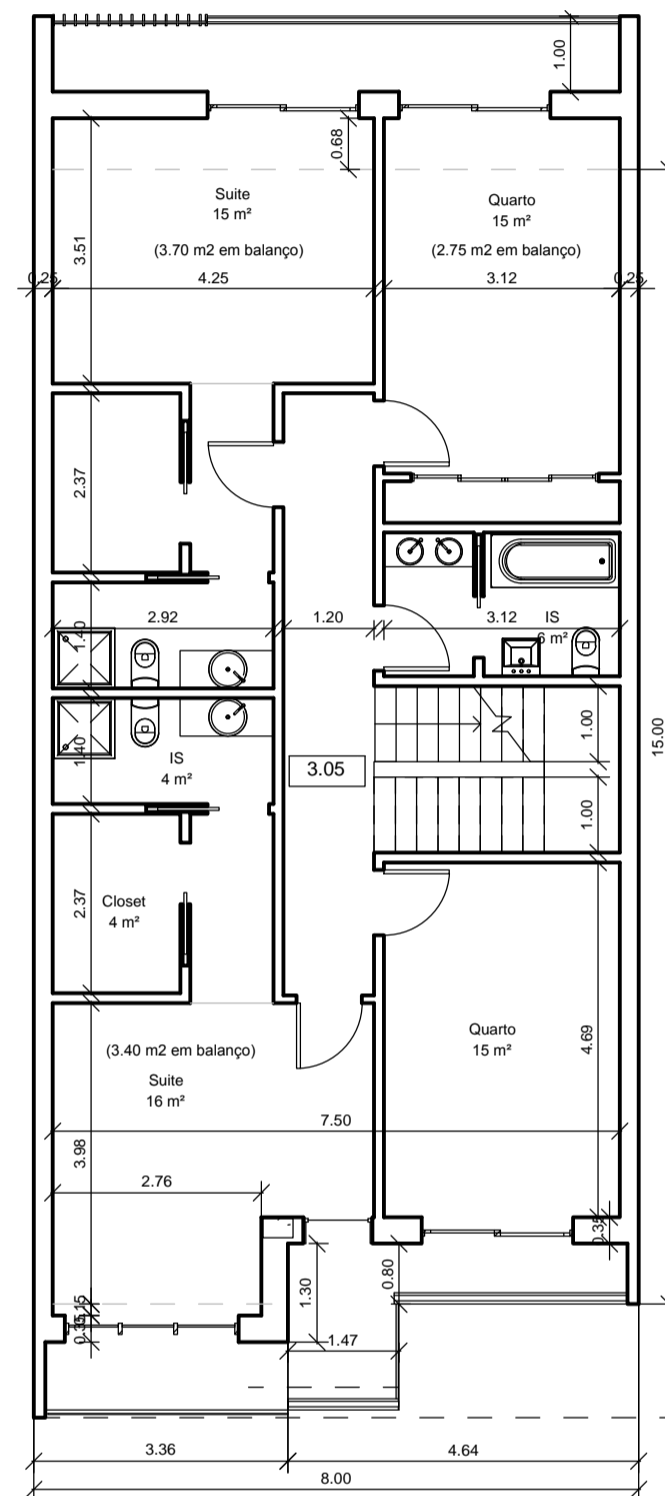 1.00
0.68
Suite
15 m²
(3.70 m2 em balanço)
Quarto
15 m²
(2.75 m2 em balanço)
3.51
0.25
4.25
3.12
0.25
2.37
2.92
1.20
3.12
IS
6 m²
1.40
15.00
1.00
IS
4 m²
1.40
3.05
1.00
Closet
4 m²
2.37
Quarto
15 m²
4.69
(3.40 m2 em balanço)
Suite
16 m²
7.50
3.98
2.76
0.35
0.80
1.30
0.15
0.35
1.47
3.36
4.64
8.00